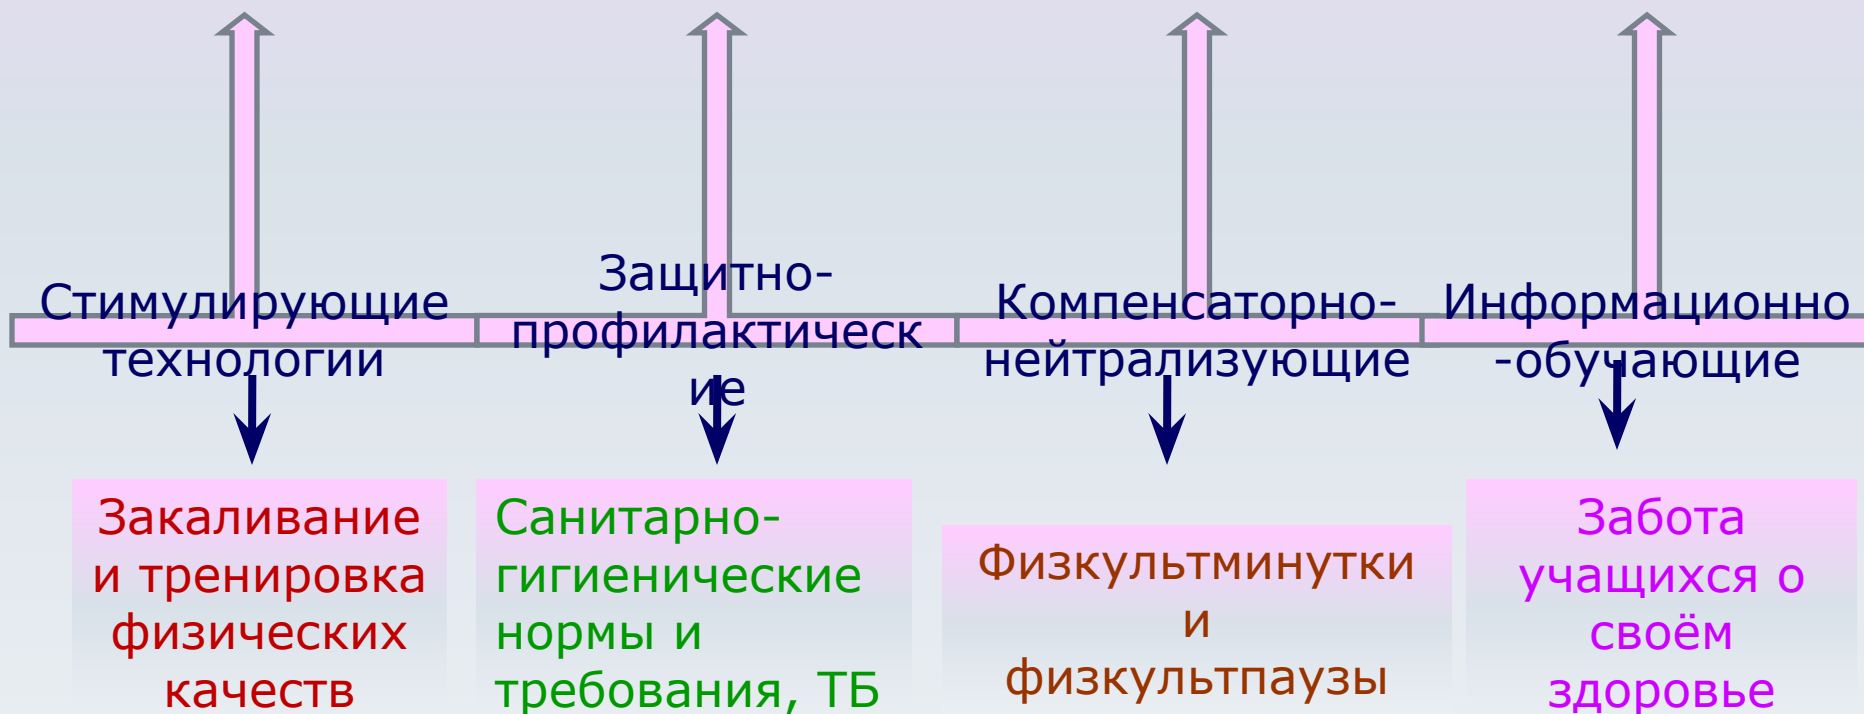 Стимулирующие
технологии
Защитно-
профилактическ
ие
Компенсаторно-
нейтрализующие
Информационно
-обучающие
Закаливание
и тренировка
физических
качеств
Санитарно-
гигиенические
нормы и
требования, ТБ
Физкультминутки
и
физкультпаузы
Забота
учащихся о
своём
здоровье